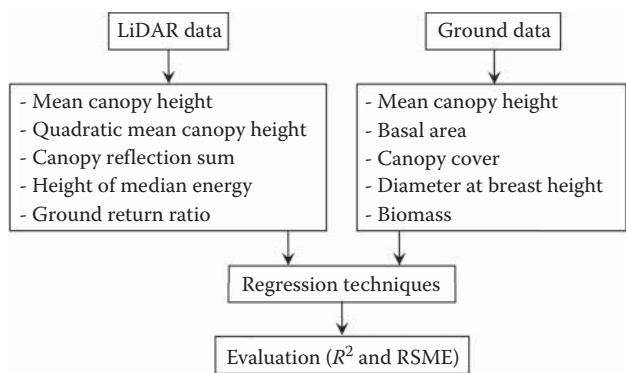 LiDAR data
Ground data
- Mean canopy height
- Quadratic mean canopy height
- Canopy reflection sum
- Height of median energy
- Ground return ratio
- Mean canopy height
- Basal area
- Canopy cover
- Diameter at breast height
- Biomass
Regression techniques
Evaluation (R² and RSME)